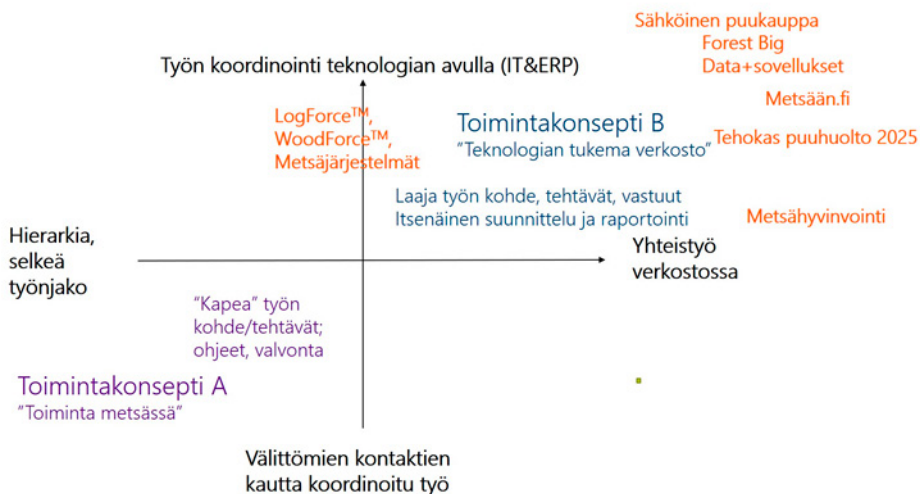 Sähköinen puukauppa
Forest Big
Data+sovellukset
Työn koordinointi teknologian avulla (IT&ERP)
Metsään.fi
LogForce™,
WoodForce™,
Metsäjärjestelmät
Toimintakonsepti B
"Teknologian tukema verkosto"
Tehokas puuhuolto 2025
Laaja työn kohde, tehtävät, vastuut
Itsenäinen suunnittelu ja raportointi
Metsähyvinvointi
Hierarkia,
selkeä
työnjako
Yhteistyö
verkostossa
"Kapea" työn
kohde/tehtävät;
ohjeet, valvonta
Toimintakonsepti A
"Toiminta metsässä"
Välittömien kontaktien
kautta koordinoitu työ